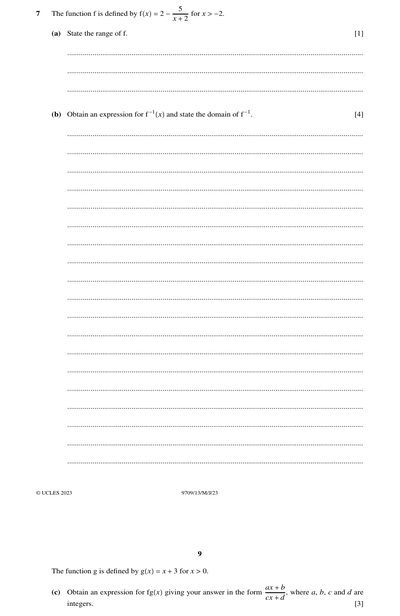 7 The function f is defined by f(x) = 2 − 5/(x + 2) for x > −2.
(a) State the range of f. [1]
(b) Obtain an expression for f⁻¹(x) and state the domain of f⁻¹. [4]
© UCLES 2023 9709/13/M/J/23
9
The function g is defined by g(x) = x + 3 for x > 0.
(c) Obtain an expression for fg(x) giving your answer in the form (ax + b)/(cx + d), where a, b, c and d are
integers. [3]